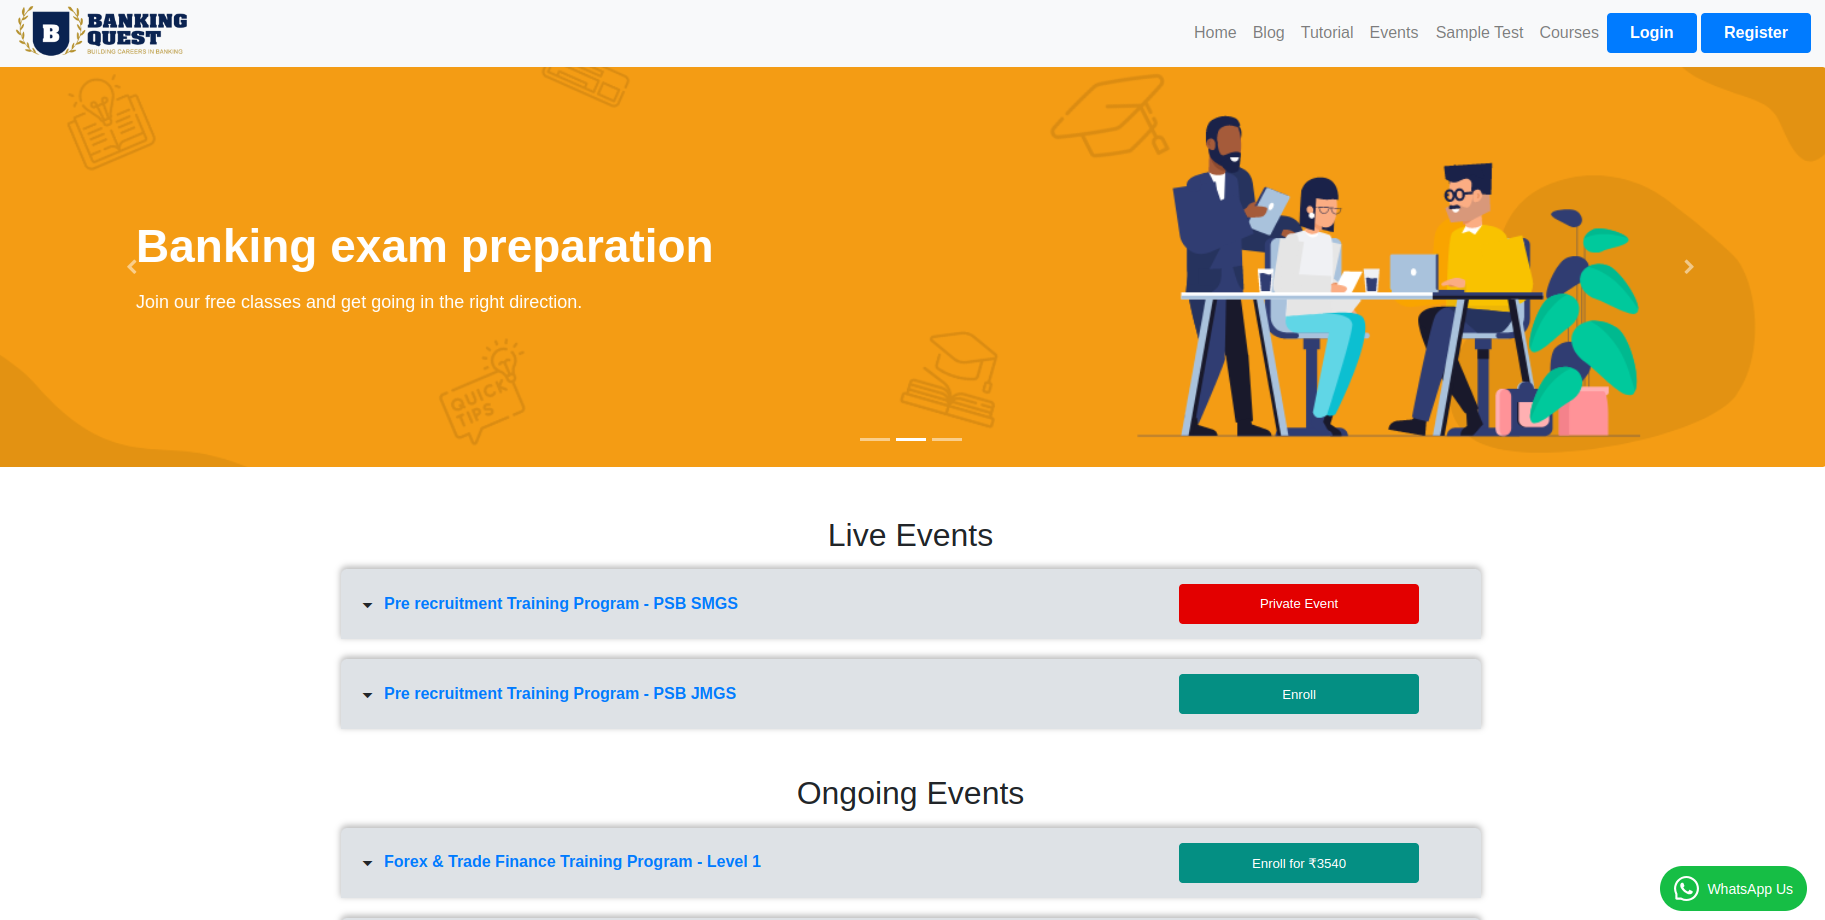 B
BANKING
QUEST
BUILDING CAREERS IN BANKING
Home Blog Tutorial Events Sample Test Courses Login Register
Banking exam preparation
Join our free classes and get going in the right direction.
QUICK
TIPS
Live Events
Pre recruitment Training Program - PSB SMGS Private Event
Pre recruitment Training Program - PSB JMGS Enroll
Ongoing Events
Forex & Trade Finance Training Program - Level 1 Enroll for ₹3540
WhatsApp Us